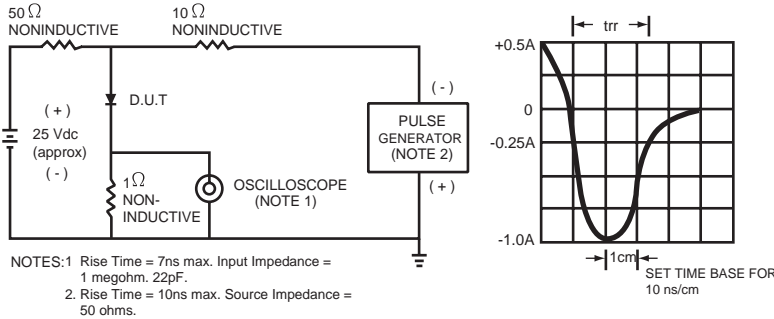 50 Ω
NONINDUCTIVE
10 Ω
NONINDUCTIVE
D.U.T
( + )
25 Vdc
(approx)
( - )
1 Ω
NON-
INDUCTIVE
OSCILLOSCOPE
(NOTE 1)
( - )
PULSE
GENERATOR
(NOTE 2)
( + )
NOTES:1 Rise Time = 7ns max. Input Impedance =
1 megohm. 22pF.
2. Rise Time = 10ns max. Source Impedance =
50 ohms.
trr
+0.5A
0
-0.25A
-1.0A
1cm
SET TIME BASE FOR
10 ns/cm